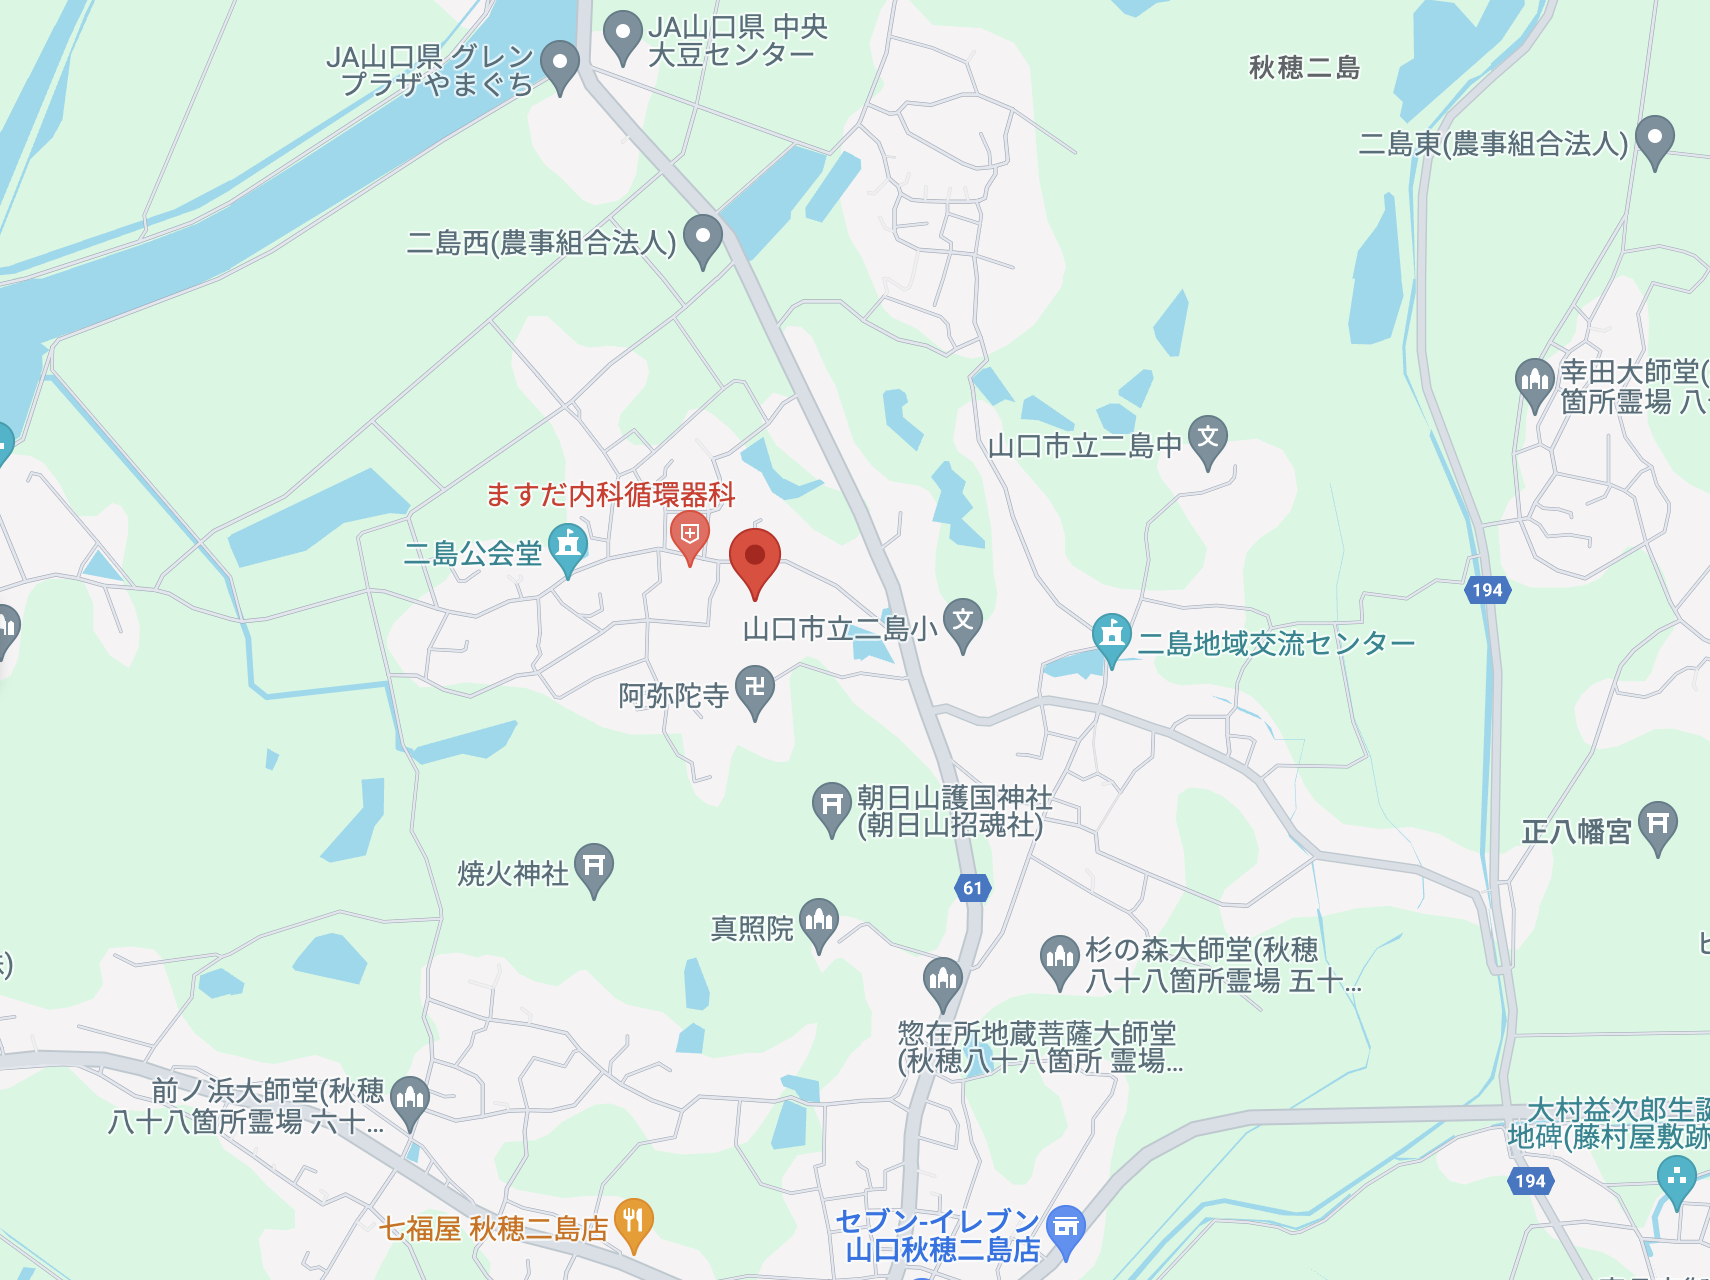 JA山口県 中央
大豆センター
JA山口県 グレン
プラザやまぐち
秋穂二島
二島東(農事組合法人)
二島西(農事組合法人)
幸田大師堂(
箇所霊場 八十
山口市立二島中
文
ますだ内科循環器科
二島公会堂
194
山口市立二島小
文
二島地域交流センター
阿弥陀寺
卍
朝日山護国神社
(朝日山招魂社)
正八幡宮
焼火神社
61
真照院
杉の森大師堂(秋穂
八十八箇所霊場 五十...
惣在所地蔵菩薩大師堂
(秋穂八十八箇所 霊場...
前ノ浜大師堂(秋穂
八十八箇所霊場 六十...
大村益次郎生誕
地碑(藤村屋敷跡
194
七福屋 秋穂二島店
セブン-イレブン
山口秋穂二島店